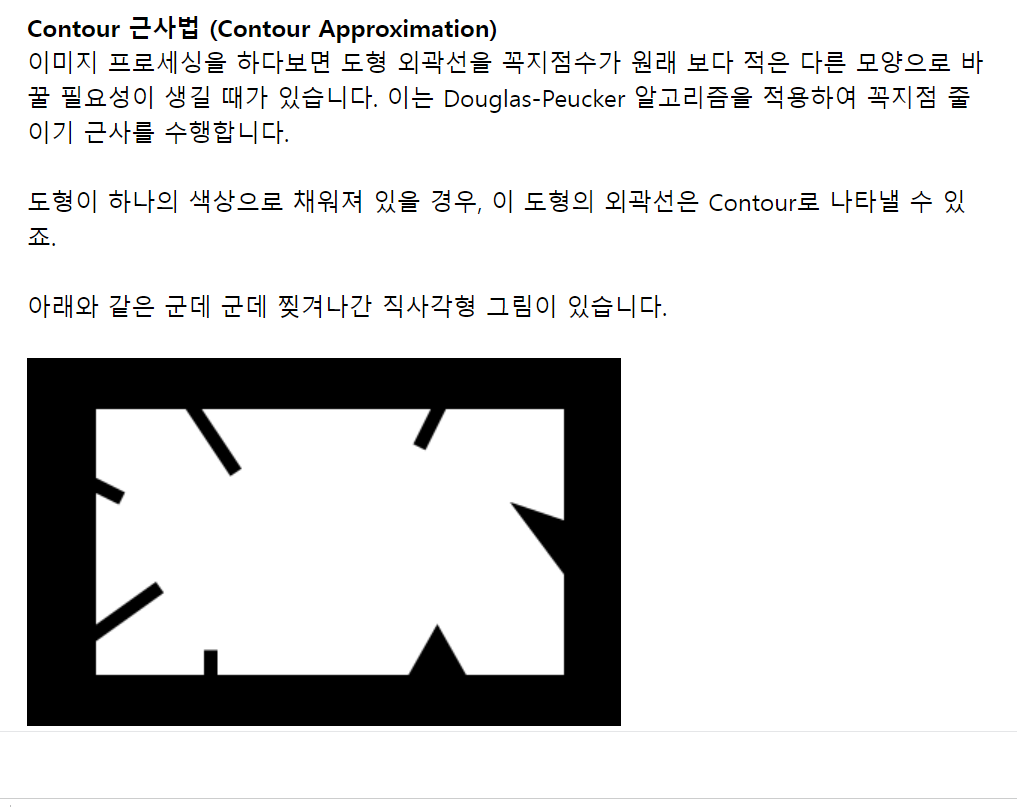 Contour 근사법 (Contour Approximation)
이미지 프로세싱을 하다보면 도형 외곽선을 꼭지점수가 원래 보다 적은 다른 모양으로 바
꿀 필요성이 생길 때가 있습니다. 이는 Douglas-Peucker 알고리즘을 적용하여 꼭지점 줄
이기 근사를 수행합니다.
도형이 하나의 색상으로 채워져 있을 경우, 이 도형의 외곽선은 Contour로 나타낼 수 있
죠.
아래와 같은 군데 군데 찢겨나간 직사각형 그림이 있습니다.